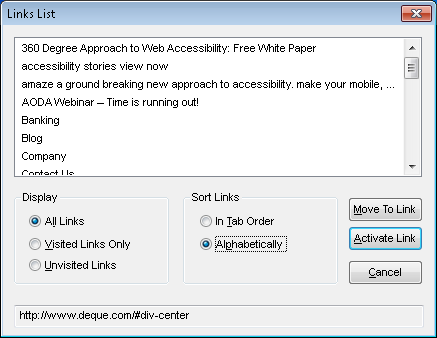 Links List
360 Degree Approach to Web Accessibility: Free White Paper
accessibility stories view now
amaze a ground breaking new approach to accessibility. make your mobile, ...
AODA Webinar – Time is running out!
Banking
Blog
Company
Contact Us
Display
All Links
Visited Links Only
Unvisited Links
Sort Links
In Tab Order
Alphabetically
Move To Link
Activate Link
Cancel
http://www.deque.com/#div-center